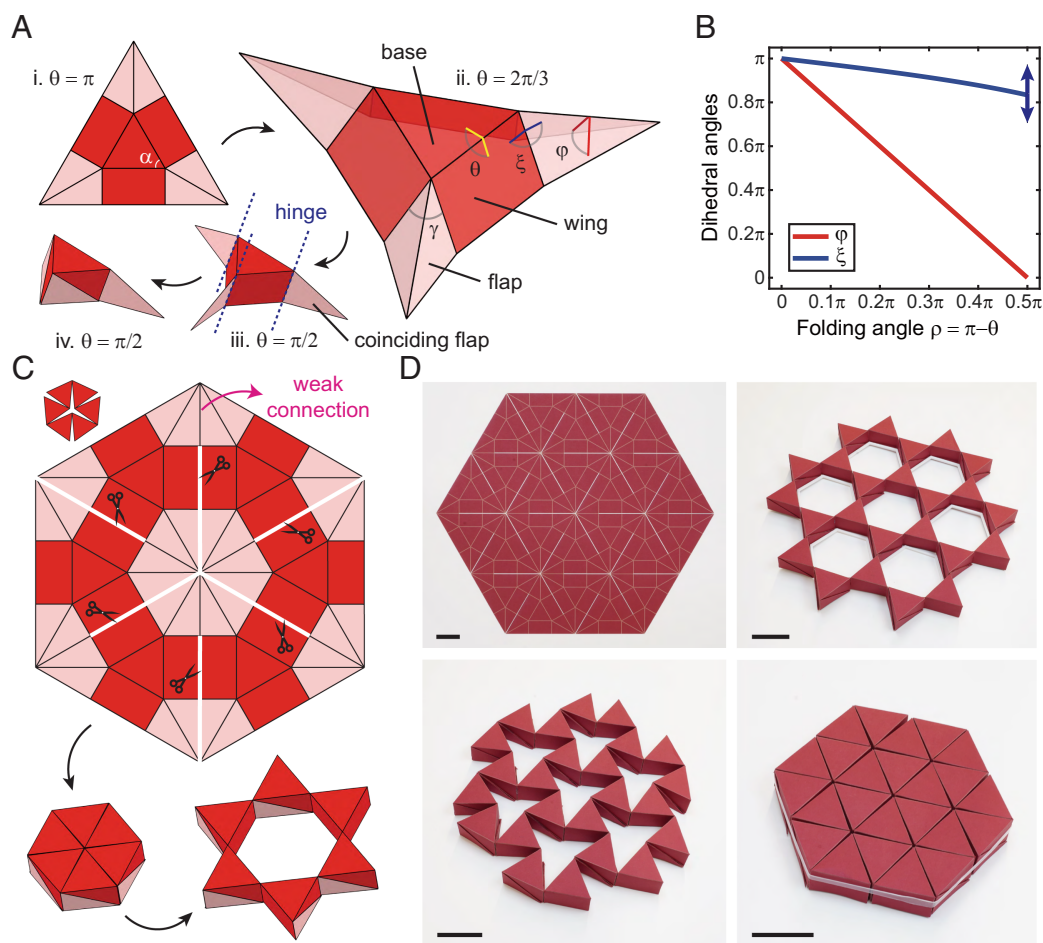 A
i. θ = π
α
base
ii. θ = 2π/3
θ
ξ
φ
γ
wing
flap
hinge
coinciding flap
iv. θ = π/2
iii. θ = π/2
B
Dihedral angles
π
0.8π
0.6π
0.4π
0.2π
0
φ
ξ
0 0.1π 0.2π 0.3π 0.4π 0.5π
Folding angle ρ = π−θ
C
weak
connection
D